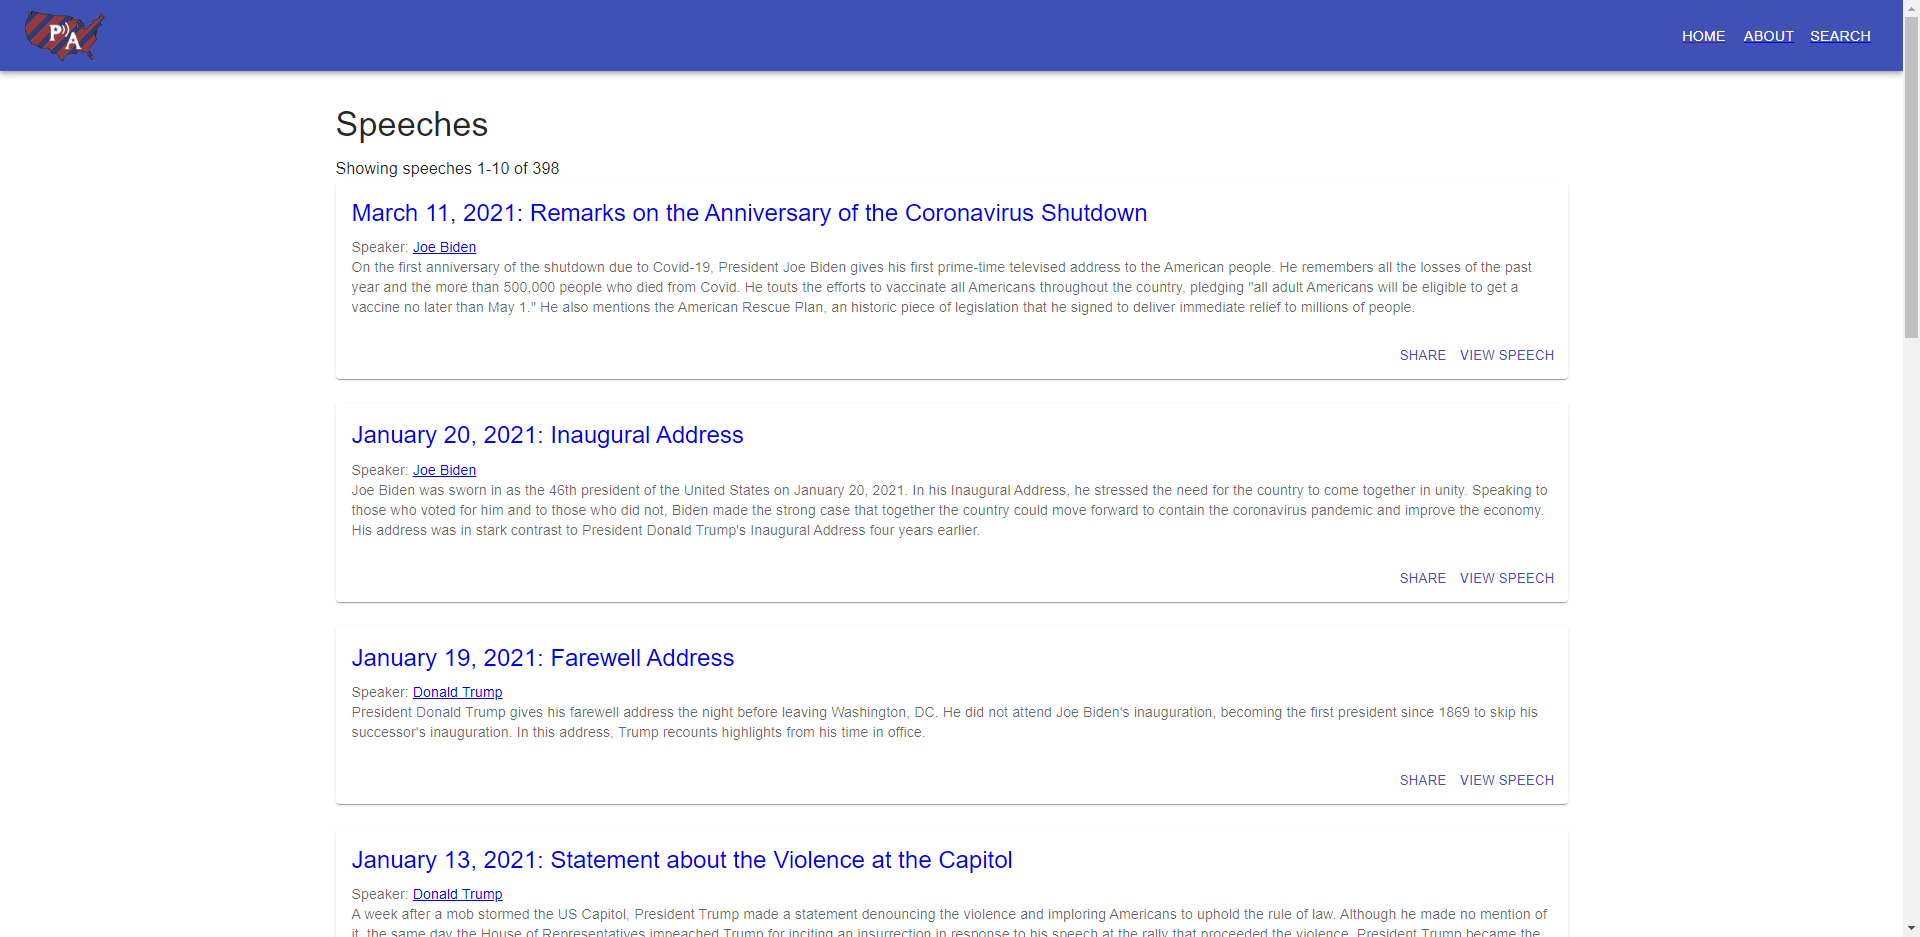 PA
HOME ABOUT SEARCH
Speeches
Showing speeches 1-10 of 398
March 11, 2021: Remarks on the Anniversary of the Coronavirus Shutdown
Speaker: Joe Biden
On the first anniversary of the shutdown due to Covid-19, President Joe Biden gives his first prime-time televised address to the American people. He remembers all the losses of the past
year and the more than 500,000 people who died from Covid. He touts the efforts to vaccinate all Americans throughout the country, pledging "all adult Americans will be eligible to get a
vaccine no later than May 1." He also mentions the American Rescue Plan, an historic piece of legislation that he signed to deliver immediate relief to millions of people.
SHARE VIEW SPEECH
January 20, 2021: Inaugural Address
Speaker: Joe Biden
Joe Biden was sworn in as the 46th president of the United States on January 20, 2021. In his Inaugural Address, he stressed the need for the country to come together in unity. Speaking to
those who voted for him and to those who did not, Biden made the strong case that together the country could move forward to contain the coronavirus pandemic and improve the economy.
His address was in stark contrast to President Donald Trump's Inaugural Address four years earlier.
SHARE VIEW SPEECH
January 19, 2021: Farewell Address
Speaker: Donald Trump
President Donald Trump gives his farewell address the night before leaving Washington, DC. He did not attend Joe Biden's inauguration, becoming the first president since 1869 to skip his
successor's inauguration. In this address, Trump recounts highlights from his time in office.
SHARE VIEW SPEECH
January 13, 2021: Statement about the Violence at the Capitol
Speaker: Donald Trump
A week after a mob stormed the US Capitol, President Trump made a statement denouncing the violence and imploring Americans to uphold the rule of law. Although he made no mention of
it, the same day the House of Representatives impeached Trump for inciting an insurrection in response to his speech at the rally that proceeded the violence. President Trump became the